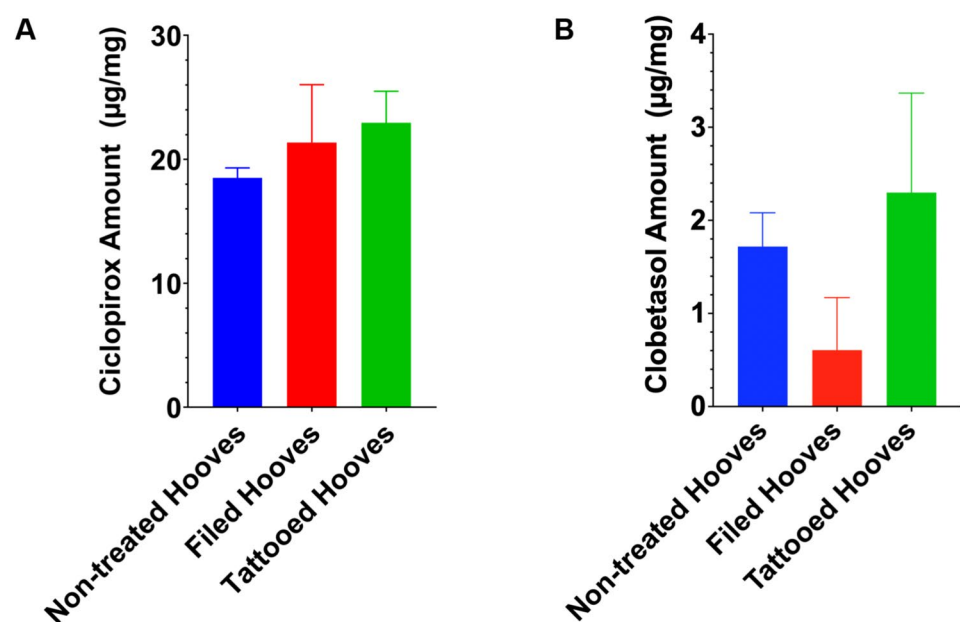 A
Ciclopirox Amount (µg/mg)
30
20
10
0
Non-treated Hooves
Filed Hooves
Tattooed Hooves
B
Clobetasol Amount (µg/mg)
4
3
2
1
0
Non-treated Hooves
Filed Hooves
Tattooed Hooves